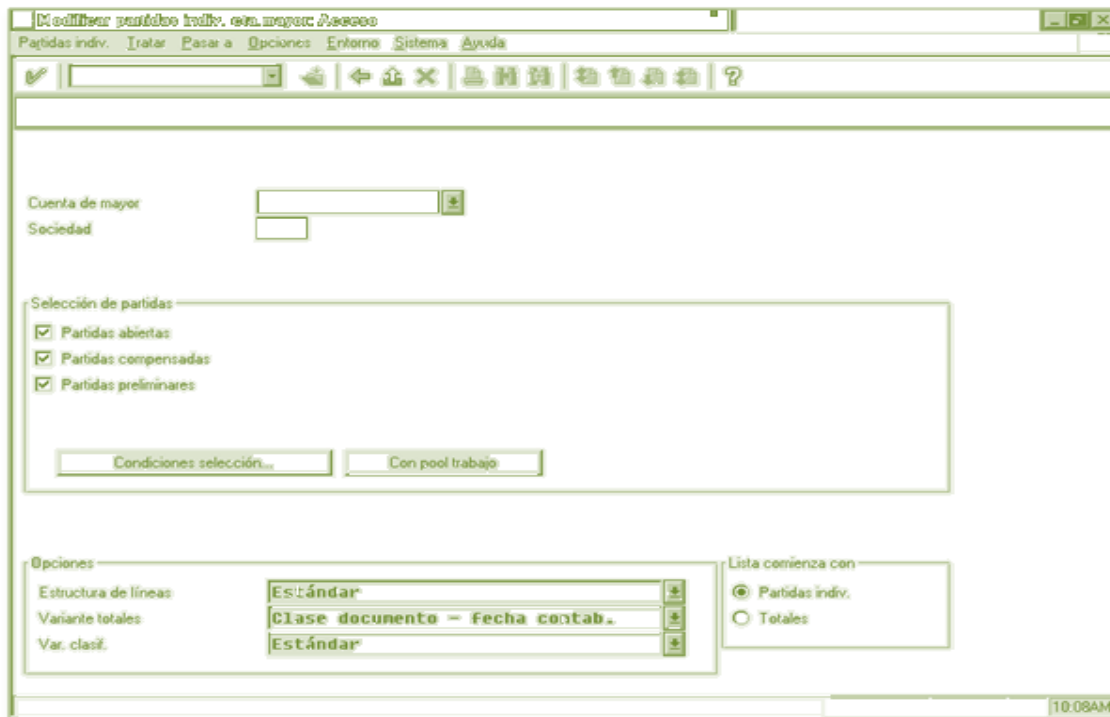 Modificar partidas indiv. cta. mayor: Acceso
Partidas indiv. Tratar Pasar a Opciones Entorno Sistema Ayuda
Cuenta de mayor
Sociedad
Selección de partidas
Partidas abiertas
Partidas compensadas
Partidas preliminares
Condiciones selección... Con pool trabajo
Opciones Lista comienza con
Estructura de líneas Estándar Partidas indiv.
Variante totales Clase documento - fecha contab. Totales
Var. clasif. Estándar
10:08AM